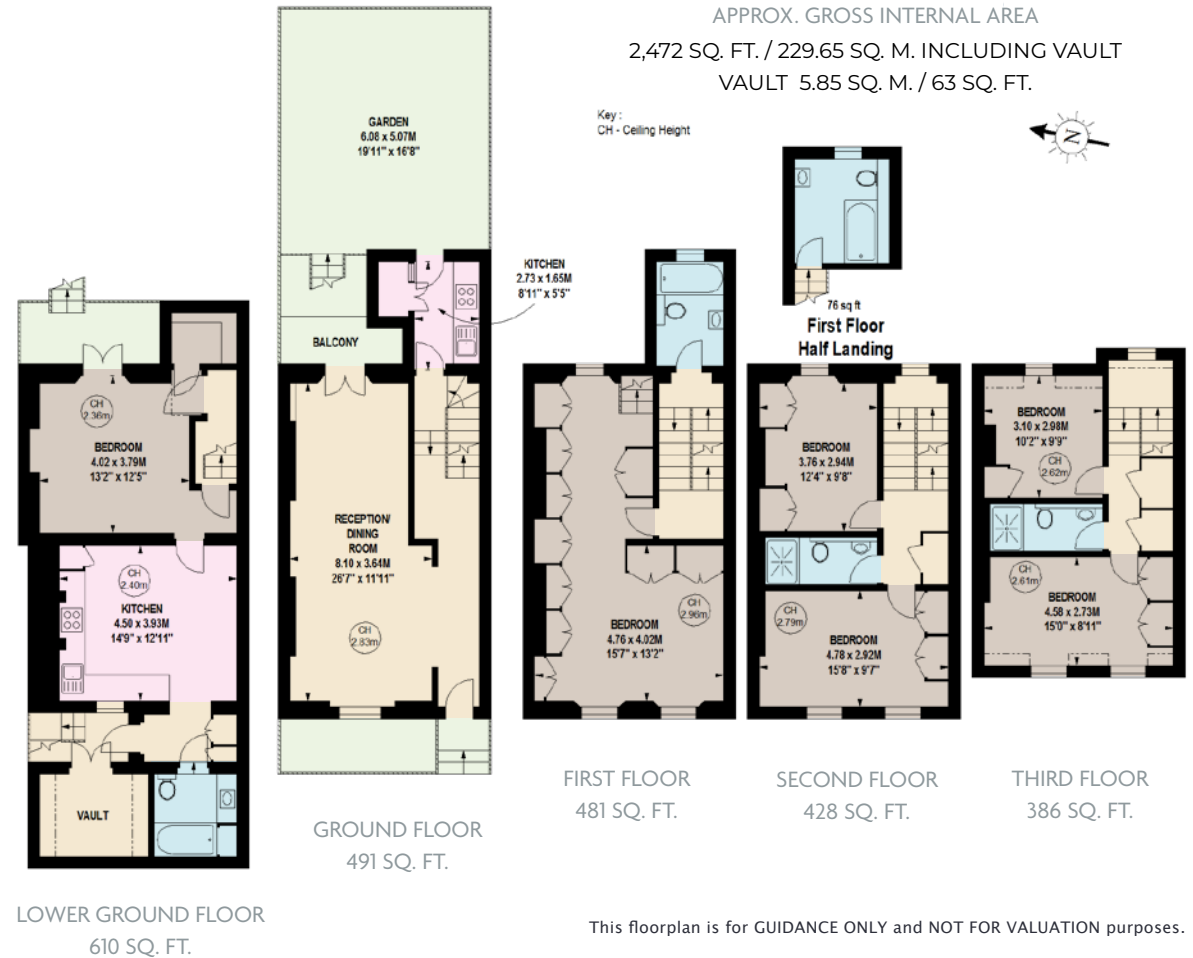 APPROX. GROSS INTERNAL AREA
2,472 SQ. FT. / 229.65 SQ. M. INCLUDING VAULT
VAULT 5.85 SQ. M. / 63 SQ. FT.
Key :
CH - Ceiling Height
N
GARDEN
6.08 x 5.07M
19'11" x 16'8"
KITCHEN
2.73 x 1.65M
8'11" x 5'5"
BALCONY
76 sq ft
First Floor
Half Landing
CH
2.36m
BEDROOM
4.02 x 3.79M
13'2" x 12'5"
CH
2.40m
KITCHEN
4.50 x 3.93M
14'9" x 12'11"
VAULT
LOWER GROUND FLOOR
610 SQ. FT.
RECEPTION/
DINING
ROOM
8.10 x 3.64M
26'7" x 11'11"
CH
2.83m
GROUND FLOOR
491 SQ. FT.
CH
2.96m
BEDROOM
4.76 x 4.02M
15'7" x 13'2"
FIRST FLOOR
481 SQ. FT.
BEDROOM
3.76 x 2.94M
12'4" x 9'8"
CH
2.79m
BEDROOM
4.78 x 2.92M
15'8" x 9'7"
SECOND FLOOR
428 SQ. FT.
BEDROOM
3.10 x 2.98M
10'2" x 9'9"
CH
2.62m
CH
2.61m
BEDROOM
4.58 x 2.73M
15'0" x 8'11"
THIRD FLOOR
386 SQ. FT.
This floorplan is for GUIDANCE ONLY and NOT FOR VALUATION purposes.